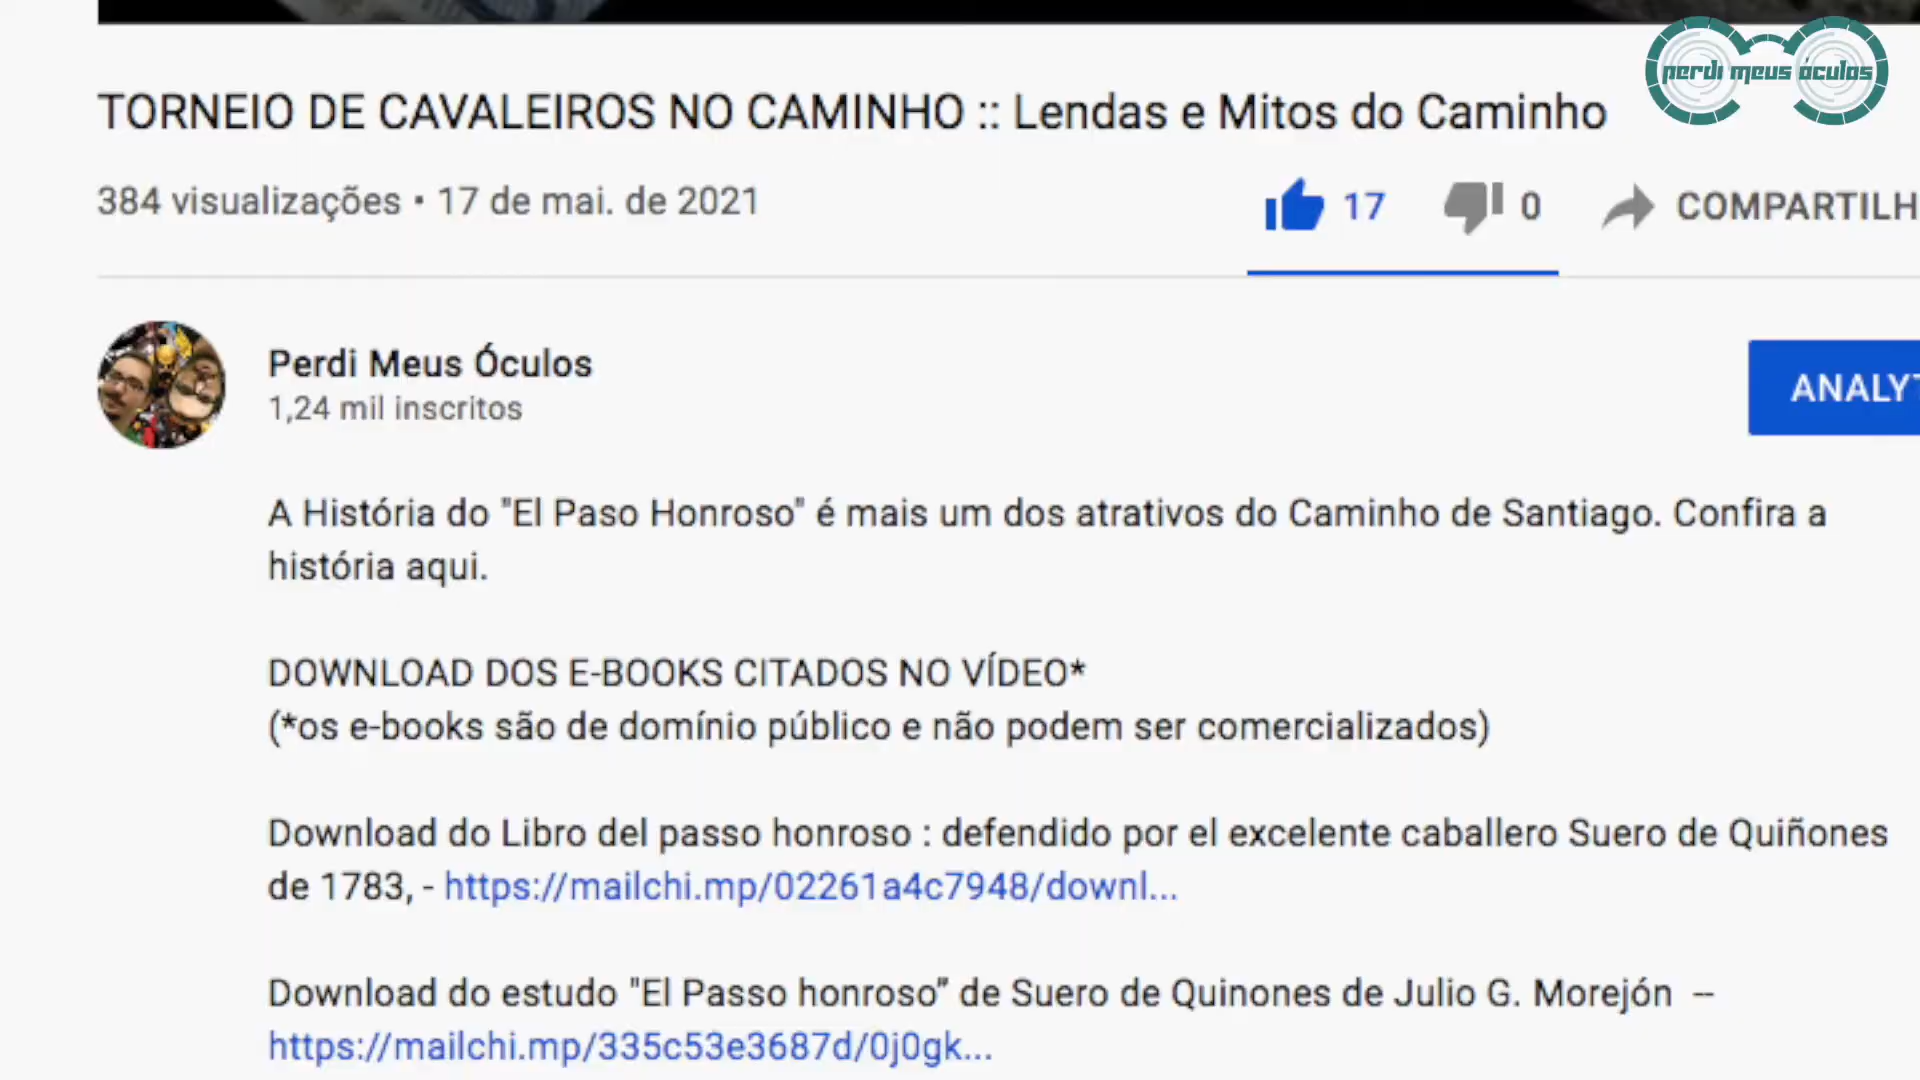 perdi meus óculos
TORNEIO DE CAVALEIROS NO CAMINHO :: Lendas e Mitos do Caminho
384 visualizações • 17 de mai. de 2021
17
0
COMPARTILH
Perdi Meus Óculos
1,24 mil inscritos
ANALYT
A História do "El Paso Honroso" é mais um dos atrativos do Caminho de Santiago. Confira a
história aqui.
DOWNLOAD DOS E-BOOKS CITADOS NO VÍDEO*
(*os e-books são de domínio público e não podem ser comercializados)
Download do Libro del passo honroso : defendido por el excelente caballero Suero de Quiñones
de 1783, - https://mailchi.mp/02261a4c7948/downl...
Download do estudo "El Passo honroso” de Suero de Quinones de Julio G. Morejón --
https://mailchi.mp/335c53e3687d/0j0gk...